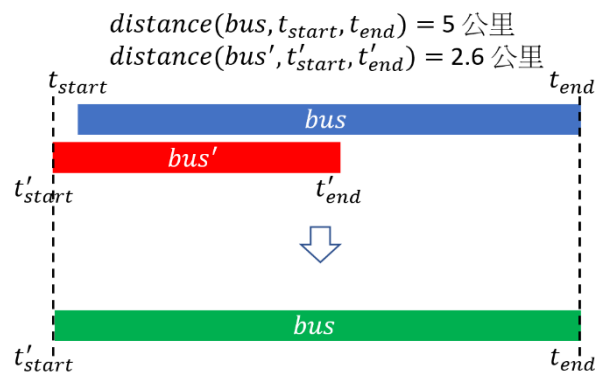 distance(bus, t_start, t_end) = 5 公里
distance(bus′, t′_start, t′_end) = 2.6 公里
t_start t_end
bus
bus′
t′_start t′_end
bus
t′_start t_end